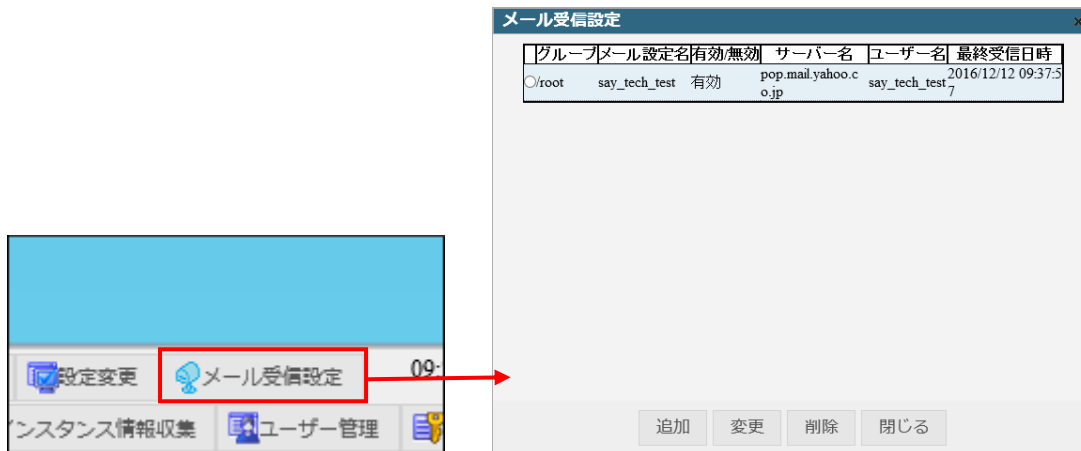 メール受信設定
×
グループ メール設定名 有効/無効 サーバー名 ユーザー名 最終受信日時
/root say_tech_test 有効 pop.mail.yahoo.c say_tech_test 2016/12/12 09:37:5
o.jp 7
設定変更 メール受信設定 09:
ンスタンス情報収集 ユーザー管理
追加 変更 削除 閉じる